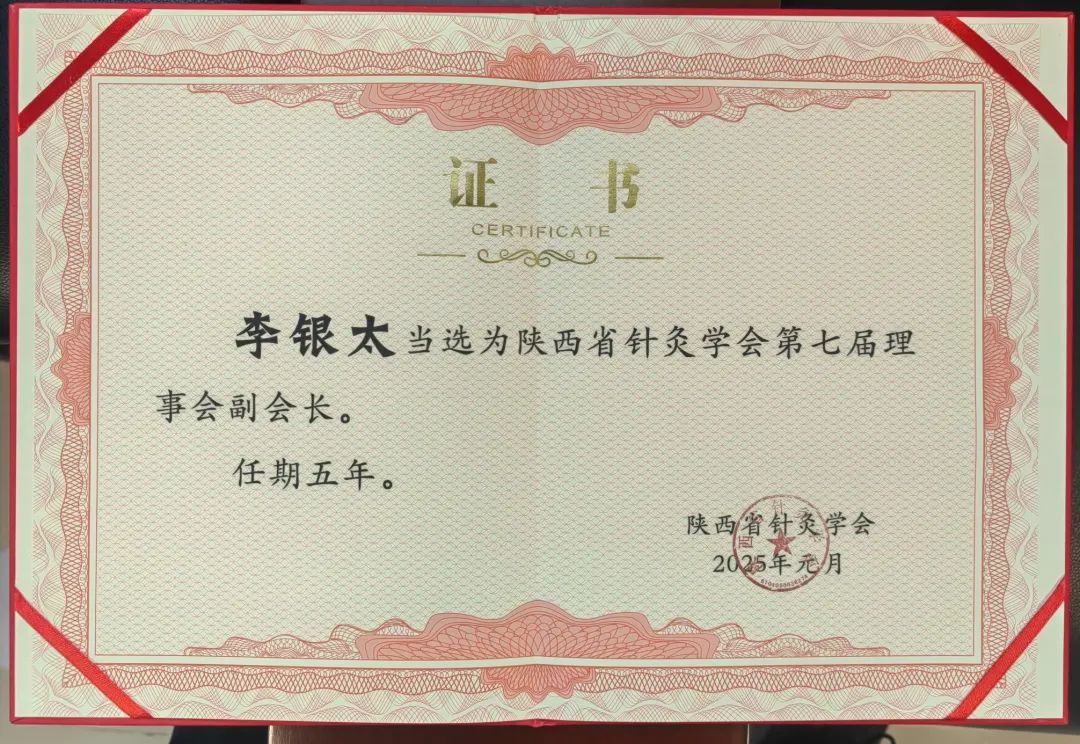 证 书
CERTIFICATE
李银太当选为陕西省针灸学会第七届理
事会副会长。
任期五年。
陕西省针灸学会
2025年元月